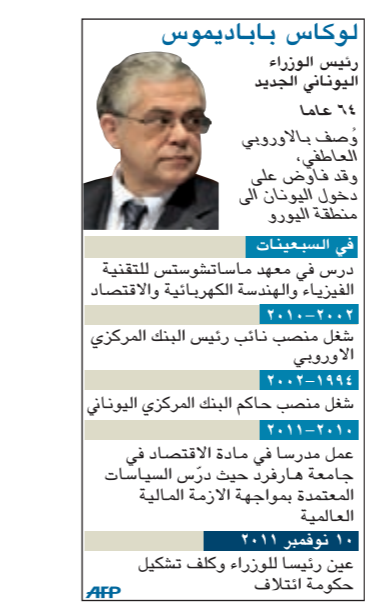 لوكاس باباديموس
رئيس الوزراء
اليوناني الجديد
٦٤ عاما
وُصف بالاوروبي
العاطفي،
وقد فاوض على
دخول اليونان الى
منطقة اليورو
في السبعينات
درس في معهد ماساتشوستس للتقنية
الفيزياء والهندسة الكهربائية والاقتصاد
٢٠٠٢-٢٠١٠
شغل منصب نائب رئيس البنك المركزي
الاوروبي
١٩٩٤-٢٠٠٢
شغل منصب حاكم البنك المركزي اليوناني
٢٠١٠-٢٠١١
عمل مدرسا في مادة الاقتصاد في
جامعة هارفرد حيث درّس السياسات
المعتمدة بمواجهة الازمة المالية
العالمية
١٠ نوفمبر ٢٠١١
عين رئيسا للوزراء وكلف تشكيل
حكومة ائتلاف
AFP